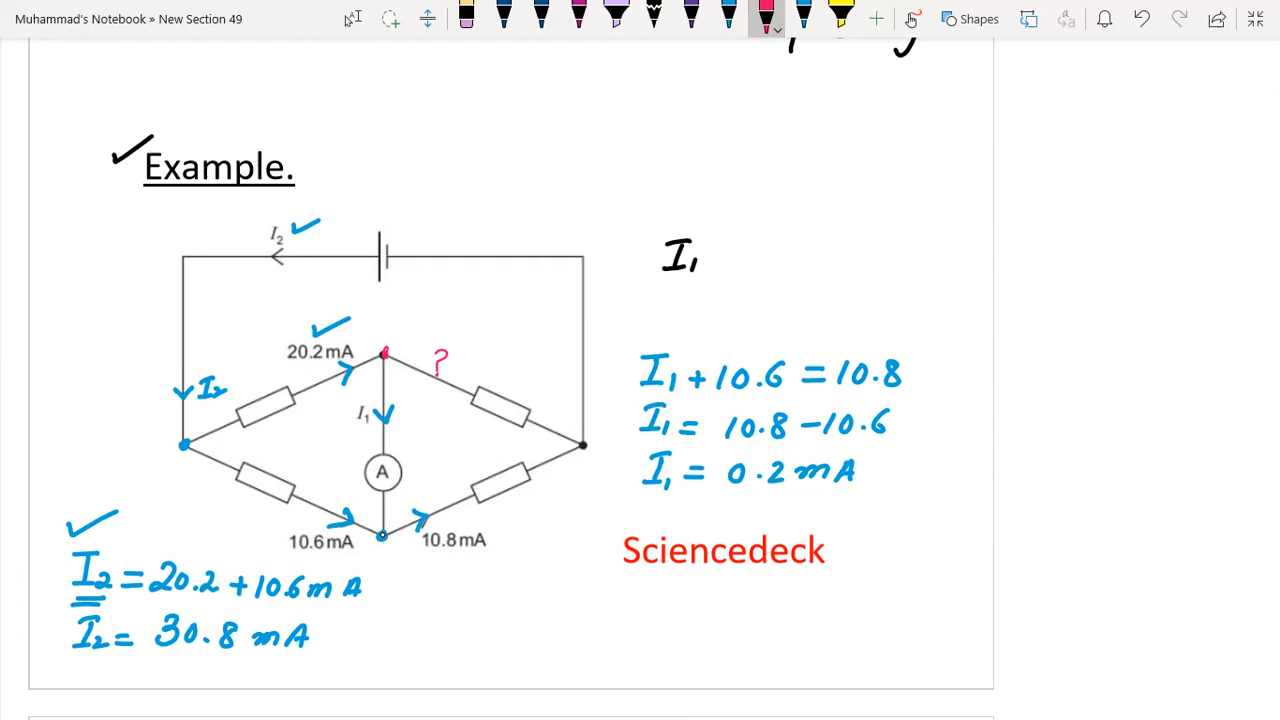 Muhammad's Notebook » New Section 49
Shapes
Example.
I₂
I₁
20.2 mA
?
I₁ + 10.6 = 10.8
I₂
I₁
I₁ = 10.8 - 10.6
A
I₁ = 0.2 mA
10.6 mA
10.8 mA
Sciencedeck
I₂ = 20.2 + 10.6 mA
I₂ = 30.8 mA